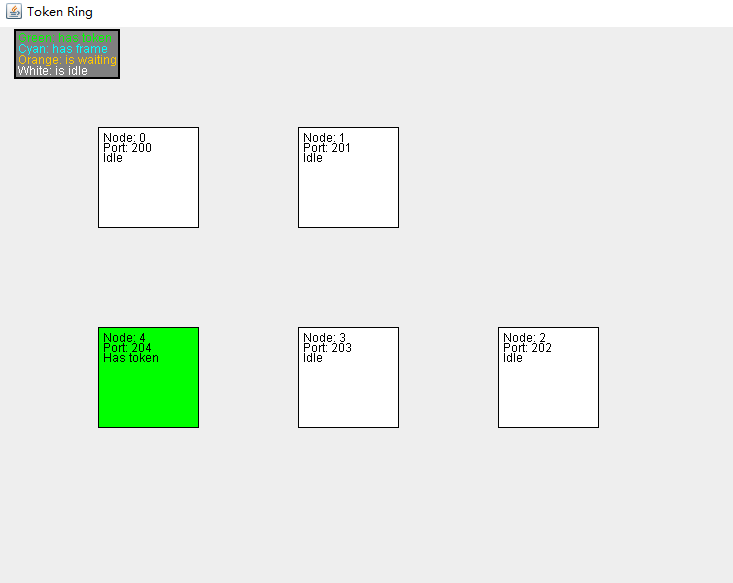 Token Ring
Green: has token
Cyan: has frame
Orange: is waiting
White: is idle
Node: 0
Port: 200
Idle
Node: 1
Port: 201
Idle
Node: 4
Port: 204
Has token
Node: 3
Port: 203
Idle
Node: 2
Port: 202
Idle